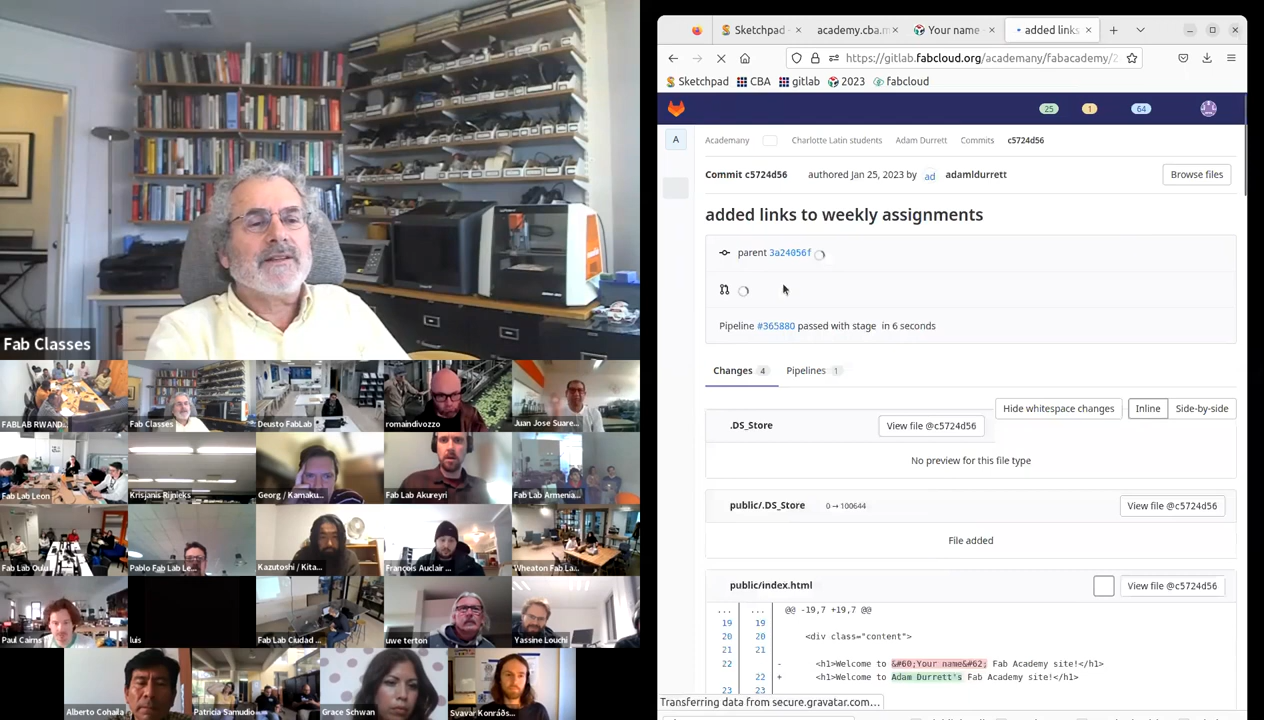 Fab Classes
FABLAB RWAND...
Fab Classes
Deusto FabLab
romaindivozzo
Juan Jose Suare...
Fab Lab Leon
Krisjanis Rijnieks
Georg / Kamaku...
Fab Lab Akureyri
Fab Lab Armenia...
Fab Lab Oulu
Pablo Fab Lab Le...
Kazutoshi / Kita...
François Auclair ...
Wheaton Fab La...
Paul Cairns
luis
Fab Lab Ciudad ...
uwe terton
Yassine Louchi
Alberto Cohaila
Patricia Samudio
Grace Schwan
Svavar Konráðs...
Sketchpad
academy.cba.m
Your name
added links
https://gitlab.fabcloud.org/academany/fabacademy/2
Sketchpad CBA gitlab 2023 fabcloud
25 1 64
A
Academany Charlotte Latin students Adam Durrett Commits c5724d56
Commit c5724d56 authored Jan 25, 2023 by ad adamldurrett Browse files
added links to weekly assignments
parent 3a24056f
Pipeline #365880 passed with stage in 6 seconds
Changes 4 Pipelines 1
Hide whitespace changes Inline Side-by-side
.DS_Store View file @c5724d56
No preview for this file type
public/.DS_Store 0 → 100644 View file @c5724d56
File added
public/index.html View file @c5724d56
... ... @@ -19,7 +19,7 @@
19 19
20 20 <div class="content">
21 21
22 - <h1>Welcome to &#60;Your name&#62; Fab Academy site!</h1>
22 + <h1>Welcome to Adam Durrett's Fab Academy site!</h1>
23 23
Transferring data from secure.gravatar.com...